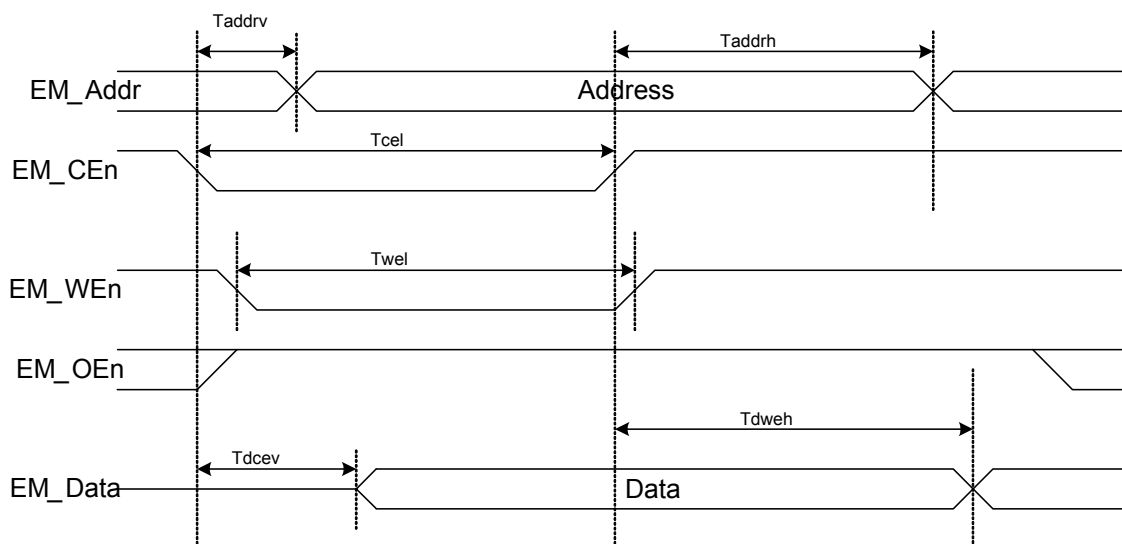 Taddrv
Taddrh
EM_Addr
Address
Tcel
EM_CEn
Twel
EM_WEn
EM_OEn
Tdweh
Tdcev
EM_Data
Data